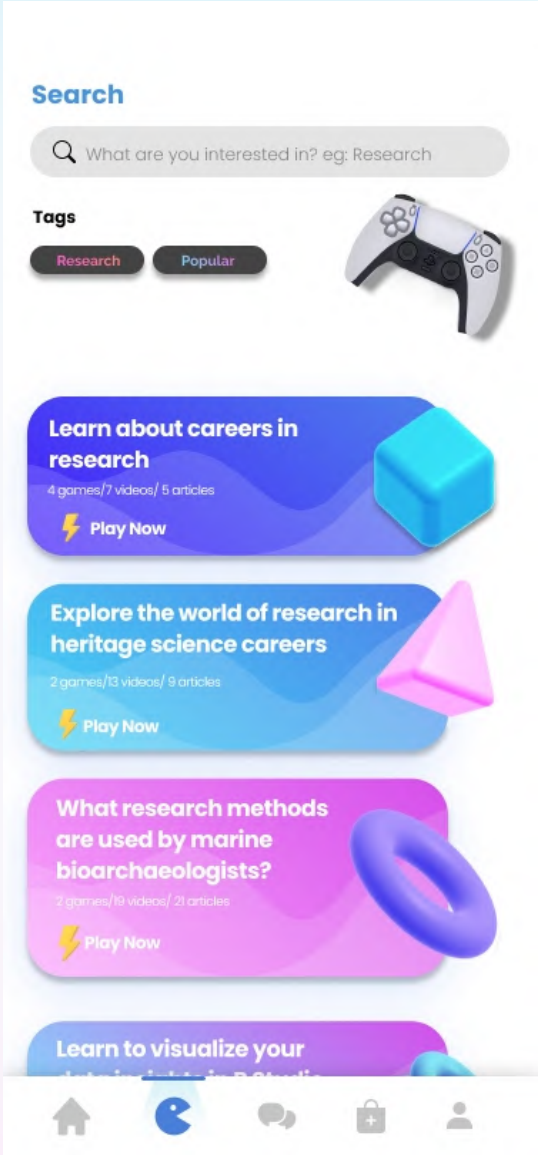 Search
What are you interested in? eg: Research
Tags
Research Popular
Learn about careers in
research
4 games/7 videos/ 5 articles
Play Now
Explore the world of research in
heritage science careers
2 games/13 videos/ 9 articles
Play Now
What research methods
are used by marine
bioarchaeologists?
2 games/19 videos/ 21 articles
Play Now
Learn to visualize your